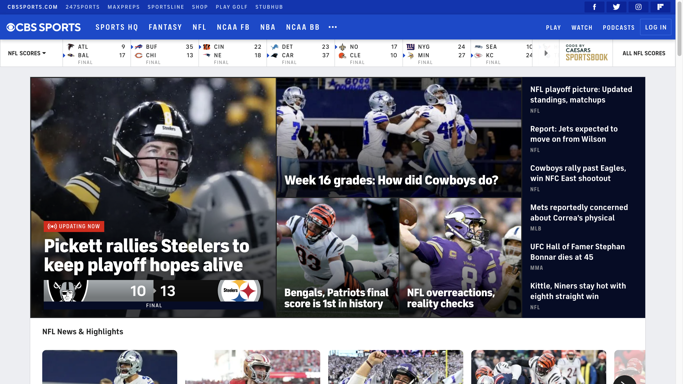 CBSSPORTS.COM 247SPORTS MAXPREPS SPORTSLINE SHOP PLAY GOLF STUBHUB
CBS SPORTS SPORTS HQ FANTASY NFL NCAA FB NBA NCAA BB ••• PLAY WATCH PODCASTS LOG IN
NFL SCORES
ATL 9
BAL 17
FINAL
BUF 35
CHI 13
FINAL
CIN 22
NE 18
FINAL
DET 23
CAR 37
FINAL
NO 17
CLE 10
FINAL
NYG 24
MIN 27
FINAL
SEA 10
KC 24
FINAL
ODDS BY
CAESARS
SPORTSBOOK
ALL NFL SCORES
Steelers
UPDATING NOW
Pickett rallies Steelers to
keep playoff hopes alive
RAIDERS
10 13
Steelers
FINAL
Week 16 grades: How did Cowboys do?
Bengals, Patriots final
score is 1st in history
NFL overreactions,
reality checks
NFL playoff picture: Updated
standings, matchups
NFL
Report: Jets expected to
move on from Wilson
NFL
Cowboys rally past Eagles,
win NFC East shootout
NFL
Mets reportedly concerned
about Correa's physical
MLB
UFC Hall of Famer Stephan
Bonnar dies at 45
MMA
Kittle, Niners stay hot with
eighth straight win
NFL
NFL News & Highlights